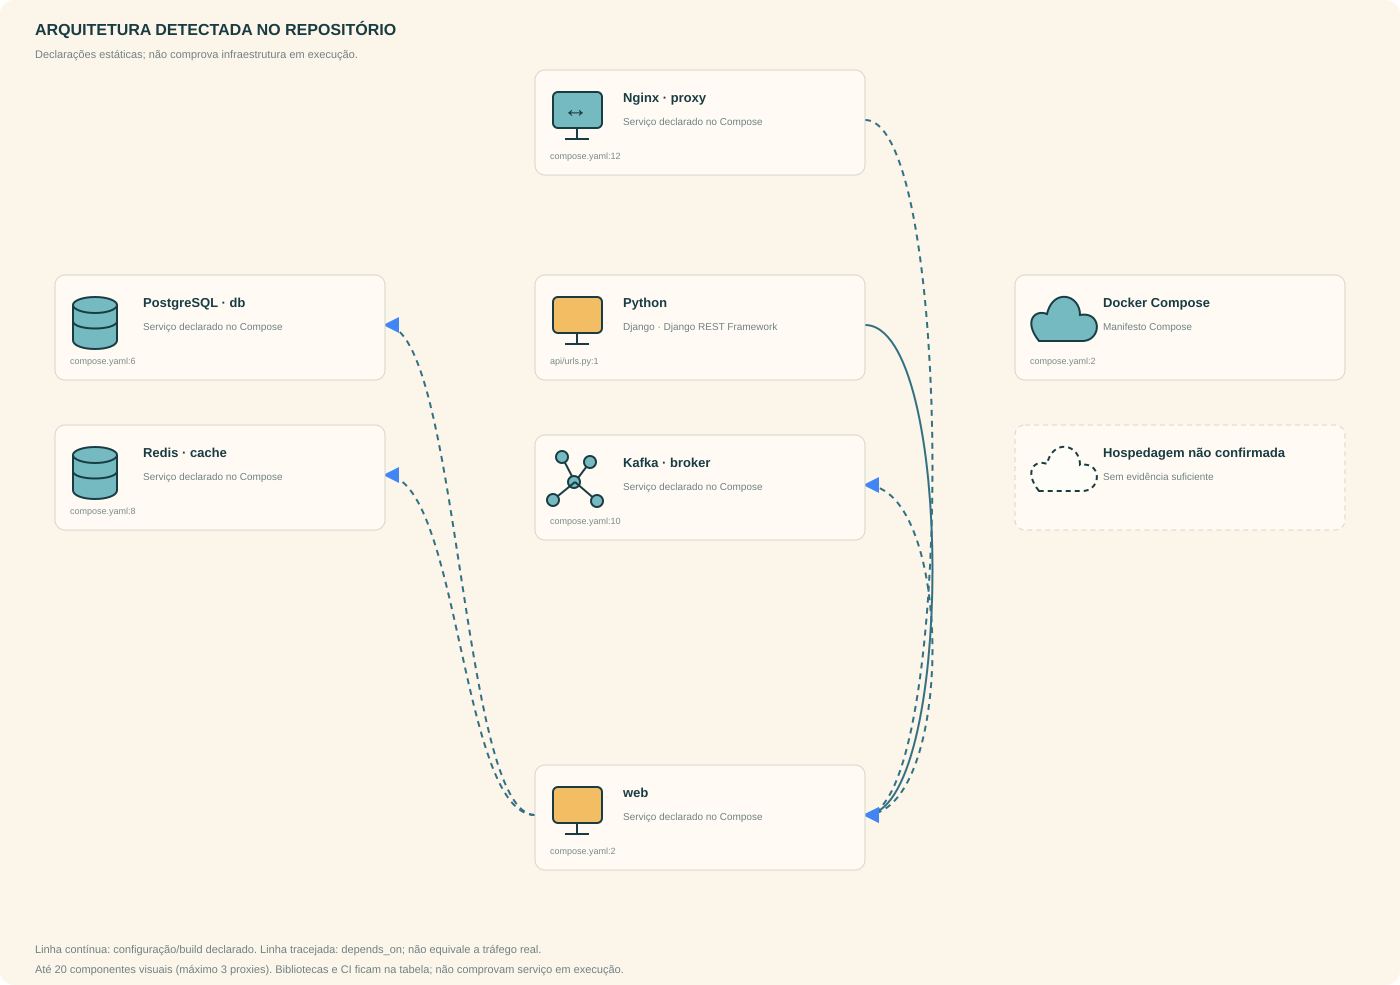 ARQUITETURA DETECTADA NO REPOSITÓRIO
Declarações estáticas; não comprova infraestrutura em execução.
Nginx · proxy
Serviço declarado no Compose
compose.yaml:12
PostgreSQL · db
Serviço declarado no Compose
compose.yaml:6
Python
Django · Django REST Framework
api/urls.py:1
Docker Compose
Manifesto Compose
compose.yaml:2
Redis · cache
Serviço declarado no Compose
compose.yaml:8
Kafka · broker
Serviço declarado no Compose
compose.yaml:10
Hospedagem não confirmada
Sem evidência suficiente
web
Serviço declarado no Compose
compose.yaml:2
Linha contínua: configuração/build declarado. Linha tracejada: depends_on; não equivale a tráfego real.
Até 20 componentes visuais (máximo 3 proxies). Bibliotecas e CI ficam na tabela; não comprovam serviço em execução.